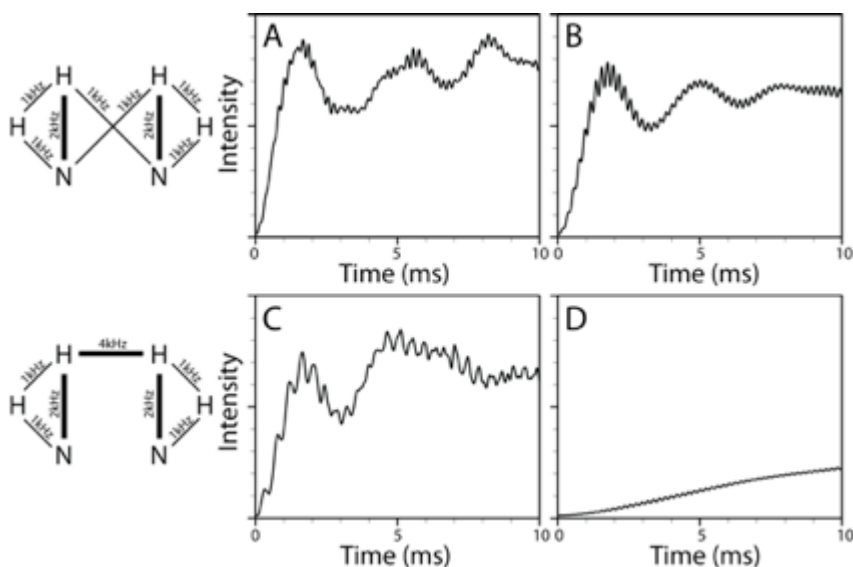 A
B
H H
1kHz 1kHz 1kHz 1kHz
H 2kHz 2kHz H
1kHz 1kHz
N N
Intensity
0 5 10
0 5 10
Time (ms)
Time (ms)
C
D
4kHz
H H
1kHz 1kHz
H 2kHz 2kHz H
1kHz 1kHz
N N
Intensity
0 5 10
0 5 10
Time (ms)
Time (ms)